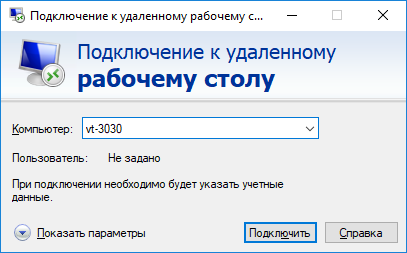 Подключение к удаленному рабочему с...
Подключение к удаленному
рабочему столу
Компьютер: vt-3030
Пользователь: Не задано
При подключении необходимо будет указать учетные
данные.
Показать параметры Подключить Справка